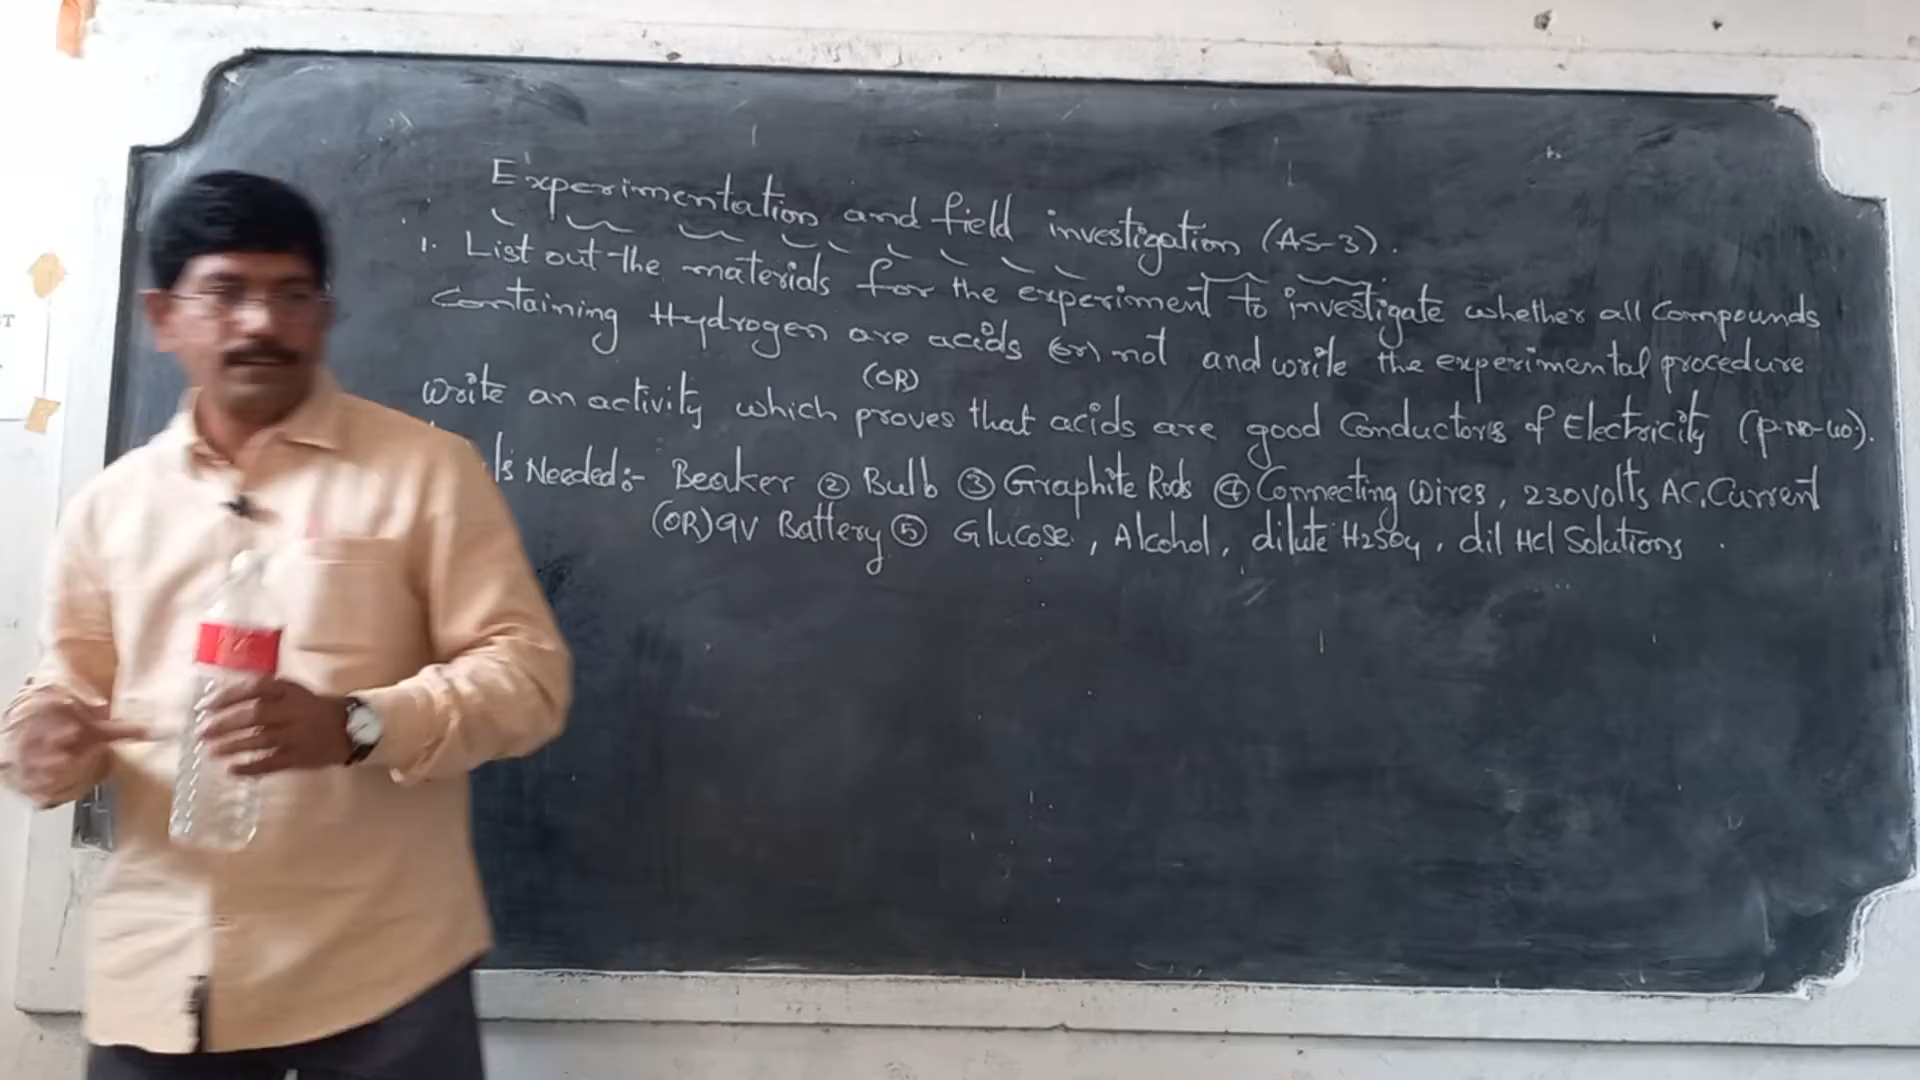 Experimentation and field investigation (AS-3).
1. List out the materials for the experiment to investigate whether all Compounds
Containing Hydrogen are acids (or) not and write the experimental procedure
(OR)
Write an activity which proves that acids are good Conductors of Electricity (P.NO-40).
ls Needed:- Beaker ② Bulb ③ Graphite Rods ④ Connecting Wires, 230 volts AC, Current
(OR) 9V Battery ⑤ Glucose, Alcohol, dilute H2SO4, dil Hcl Solutions